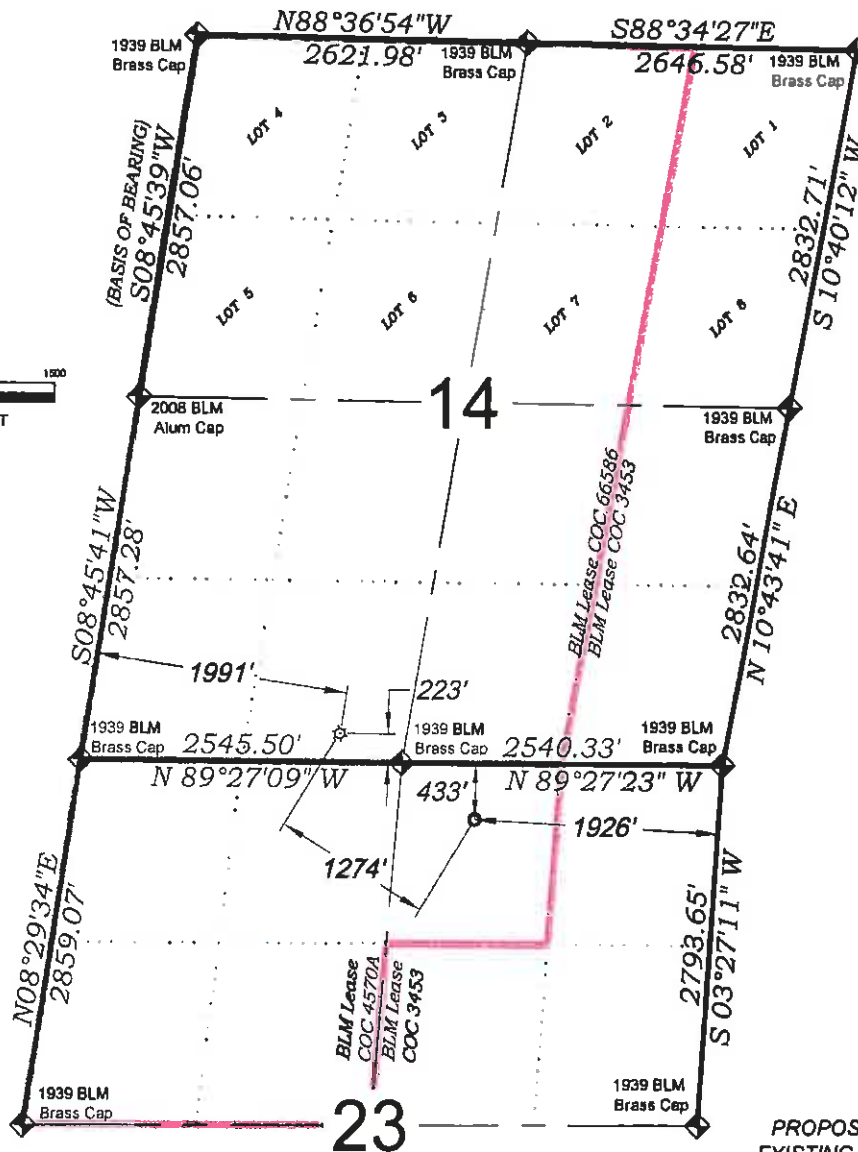 N88°36'54"W
S88°34'27"E
1939 BLM
Brass Cap
2621.98'
1939 BLM
Brass Cap
2646.58'
1939 BLM
Brass Cap
LOT 4
LOT 3
LOT 2
LOT 1
(BASIS OF BEARING)
S08°45'39"W
2857.06'
2832.71'
S 10°40'12" W
LOT 5
LOT 6
LOT 7
LOT 8
1500
T
2008 BLM
Alum Cap
14
1939 BLM
Brass Cap
BLM Lease COC 66586
BLM Lease COC 3453
S08°45'41"W
2857.28'
2832.64'
N 10°43'41" E
1991'
223'
1939 BLM
Brass Cap
2545.50'
N 89°27'09" W
1939 BLM
Brass Cap
2540.33'
N 89°27'23" W
1939 BLM
Brass Cap
433'
1926'
1274'
N08°29'34"E
2859.07'
2793.65'
S 03°27'11" W
BLM Lease
COC 4570A
BLM Lease
COC 3453
1939 BLM
Brass Cap
23
1939 BLM
Brass Cap
PROPOS
EXISTING